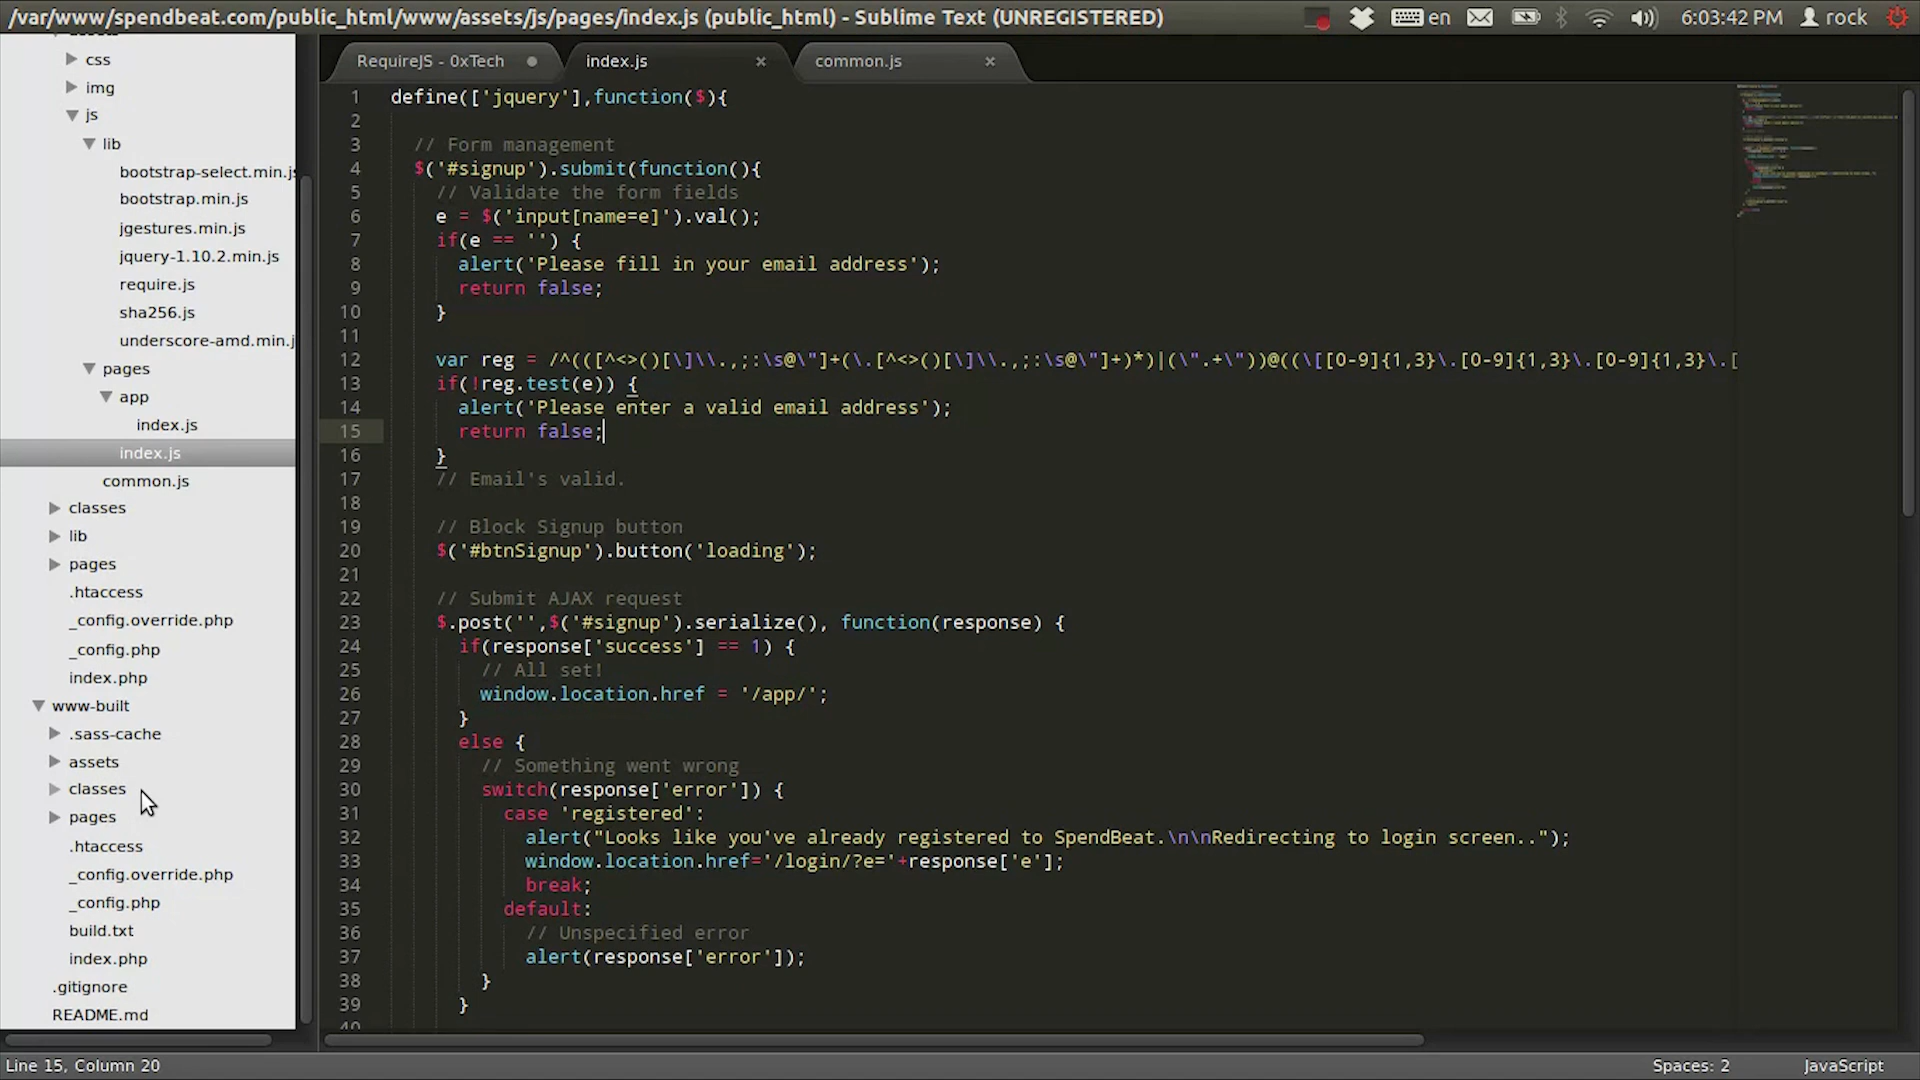 /var/www/spendbeat.com/public_html/www/assets/js/pages/index.js (public_html) - Sublime Text (UNREGISTERED)
en
6:03:42 PM
rock
css
img
js
lib
bootstrap-select.min.js
bootstrap.min.js
jgestures.min.js
jquery-1.10.2.min.js
require.js
sha256.js
underscore-amd.min.j
pages
app
index.js
index.js
common.js
classes
lib
pages
.htaccess
_config.override.php
_config.php
index.php
www-built
.sass-cache
assets
classes
pages
.htaccess
_config.override.php
_config.php
build.txt
index.php
.gitignore
README.md
RequireJS - 0xTech
index.js
common.js
1 define(['jquery'],function($){
2
3 // Form management
4 $('#signup').submit(function(){
5 // Validate the form fields
6 e = $('input[name=e]').val();
7 if(e == '') {
8 alert('Please fill in your email address');
9 return false;
10 }
11
12 var reg = /^(([^<>()[\]\\.,;:\s@\"]+(\.[^<>()[\]\\.,;:\s@\"]+)*)|(\".+\"))@((\[[0-9]{1,3}\.[0-9]{1,3}\.[0-9]{1,3}\.[
13 if(!reg.test(e)) {
14 alert('Please enter a valid email address');
15 return false;
16 }
17 // Email's valid.
18
19 // Block Signup button
20 $('#btnSignup').button('loading');
21
22 // Submit AJAX request
23 $.post('',$('#signup').serialize(), function(response) {
24 if(response['success'] == 1) {
25 // All set!
26 window.location.href = '/app/';
27 }
28 else {
29 // Something went wrong
30 switch(response['error']) {
31 case 'registered':
32 alert("Looks like you've already registered to SpendBeat.\n\nRedirecting to login screen..");
33 window.location.href='/login/?e='+response['e'];
34 break;
35 default:
36 // Unspecified error
37 alert(response['error']);
38 }
39 }
40
Line 15, Column 20
Spaces: 2
JavaScript